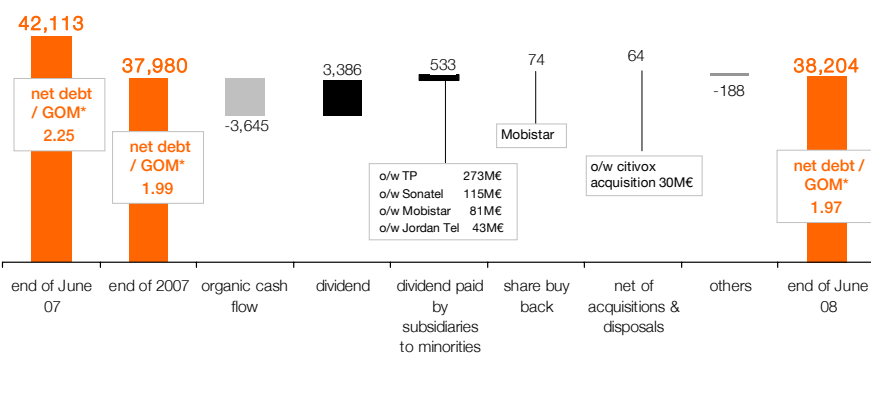 42,113
net debt
/ GOM*
2.25
37,980
net debt
/ GOM*
1.99
-3,645
3,386
533
o/w TP 273M€
o/w Sonatel 115M€
o/w Mobistar 81M€
o/w Jordan Tel 43M€
74
Mobistar
64
o/w citivox
acquisition 30M€
-188
38,204
net debt /
GOM*
1.97
end of June
07
end of 2007
organic cash
flow
dividend
dividend paid
by
subsidiaries
to minorities
share buy
back
net of
acquisitions &
disposals
others
end of June
08